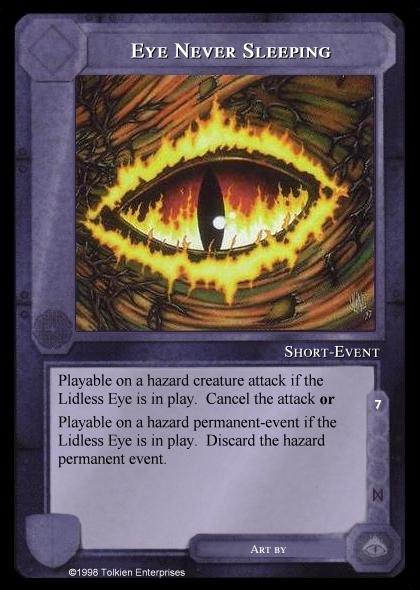 Eye Never Sleeping
Short-Event
Playable on a hazard creature attack if the
Lidless Eye is in play.  Cancel the attack or
Playable on a hazard permanent-event if the
Lidless Eye is in play.  Discard the hazard
permanent event.
7
Art by
©1998 Tolkien Enterprises